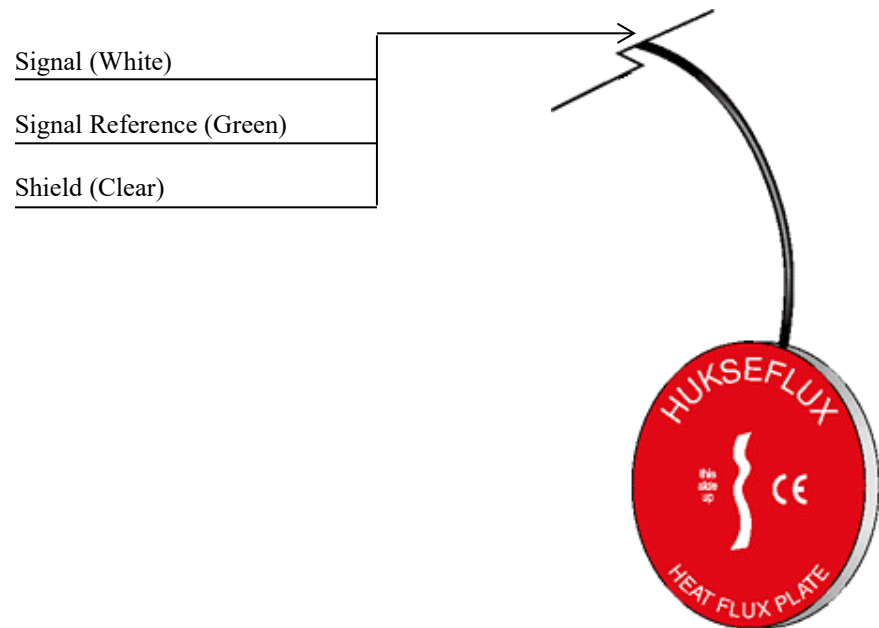 Signal (White)
Signal Reference (Green)
Shield (Clear)
HUKSEFLUX
this
side
up
CE
HEAT FLUX PLATE